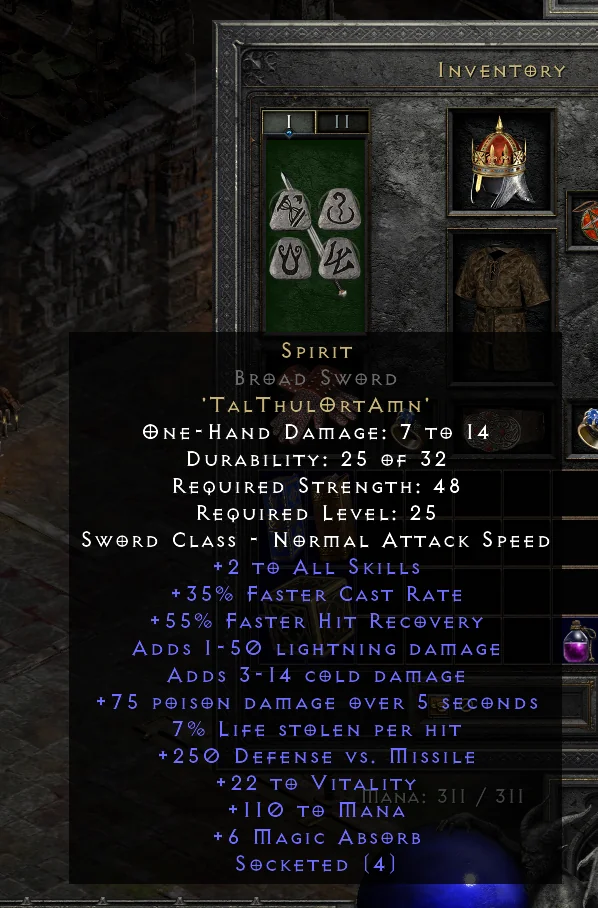 Inventory
I II
Spirit
Broad Sword
'TalThulOrtAmn'
One-Hand Damage: 7 to 14
Durability: 25 of 32
Required Strength: 48
Required Level: 25
Sword Class - Normal Attack Speed
+2 to All Skills
+35% Faster Cast Rate
+55% Faster Hit Recovery
Adds 1-50 lightning damage
Adds 3-14 cold damage
+75 poison damage over 5 seconds
7% Life stolen per hit
+250 Defense vs. Missile
+22 to Vitality
Mana: 311 / 311
+110 to Mana
+6 Magic Absorb
Socketed (4)